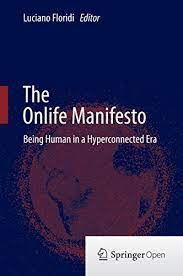 Luciano Floridi Editor
The
Onlife Manifesto
Being Human in a Hyperconnected Era
Springer Open